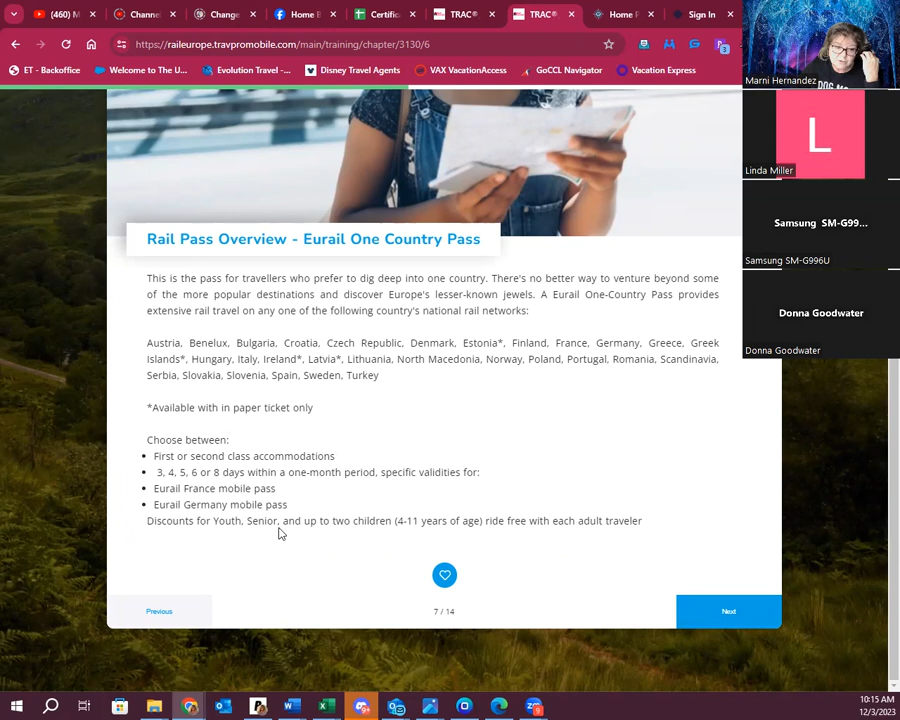 (460) M
Channel
Change
Home B
Certifica
TRAC®
TRAC®
Home P
Sign In
https://raileurope.travpromobile.com/main/training/chapter/3130/6
3
ET - Backoffice
Welcome to The U...
Evolution Travel -...
Disney Travel Agents
VAX VacationAccess
GoCCL Navigator
Vacation Express
Marni Hernandez
L
Linda Miller
Samsung SM-G99...
Samsung SM-G996U
Donna Goodwater
Donna Goodwater
Rail Pass Overview - Eurail One Country Pass
This is the pass for travellers who prefer to dig deep into one country. There's no better way to venture beyond some
of the more popular destinations and discover Europe's lesser-known jewels. A Eurail One-Country Pass provides
extensive rail travel on any one of the following country's national rail networks:
Austria, Benelux, Bulgaria, Croatia, Czech Republic, Denmark, Estonia*, Finland, France, Germany, Greece, Greek
Islands*, Hungary, Italy, Ireland*, Latvia*, Lithuania, North Macedonia, Norway, Poland, Portugal, Romania, Scandinavia,
Serbia, Slovakia, Slovenia, Spain, Sweden, Turkey
*Available with in paper ticket only
Choose between:
• First or second class accommodations
• 3, 4, 5, 6 or 8 days within a one-month period, specific validities for:
• Eurail France mobile pass
• Eurail Germany mobile pass
Discounts for Youth, Senior, and up to two children (4-11 years of age) ride free with each adult traveler
Previous
7 / 14
Next
10:15 AM
12/3/2023